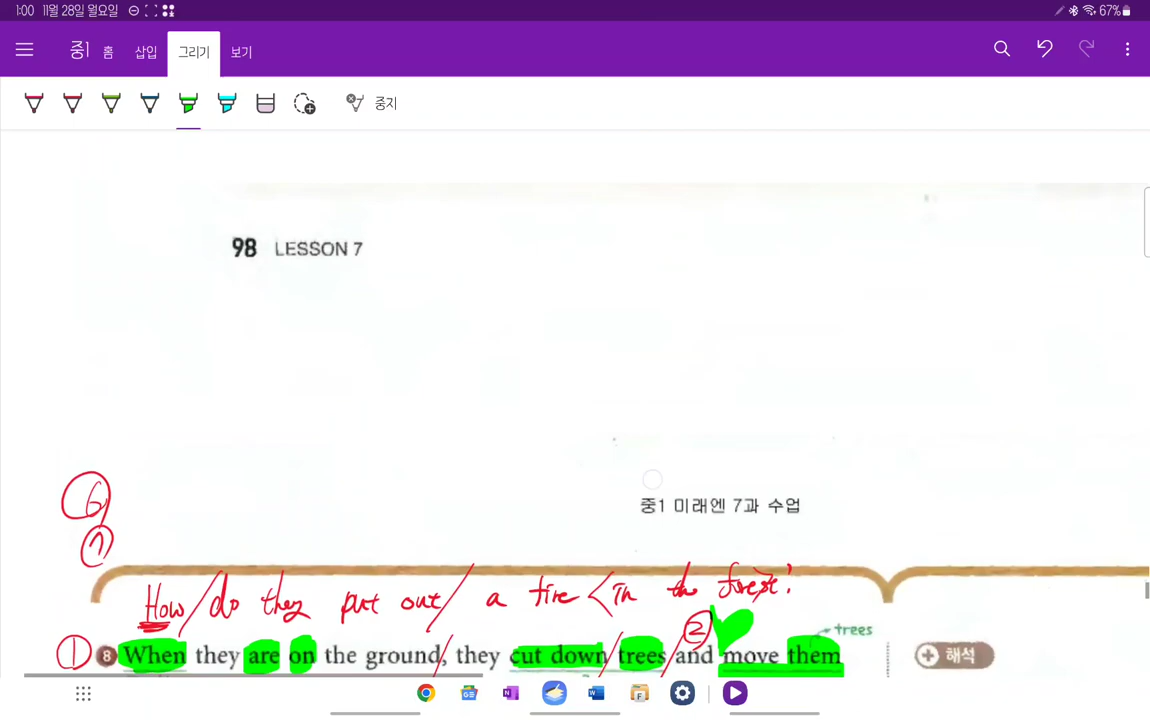 1:00 11월 28일 월요일
67%
중1 홈 삽입 그리기 보기
중지
98 LESSON 7
중1 미래엔 7과 수업
6
7
How / do they put out / a fire < in the forest?
② trees
① 8 When they are on the ground, / they cut down / trees / and move them
+ 해석